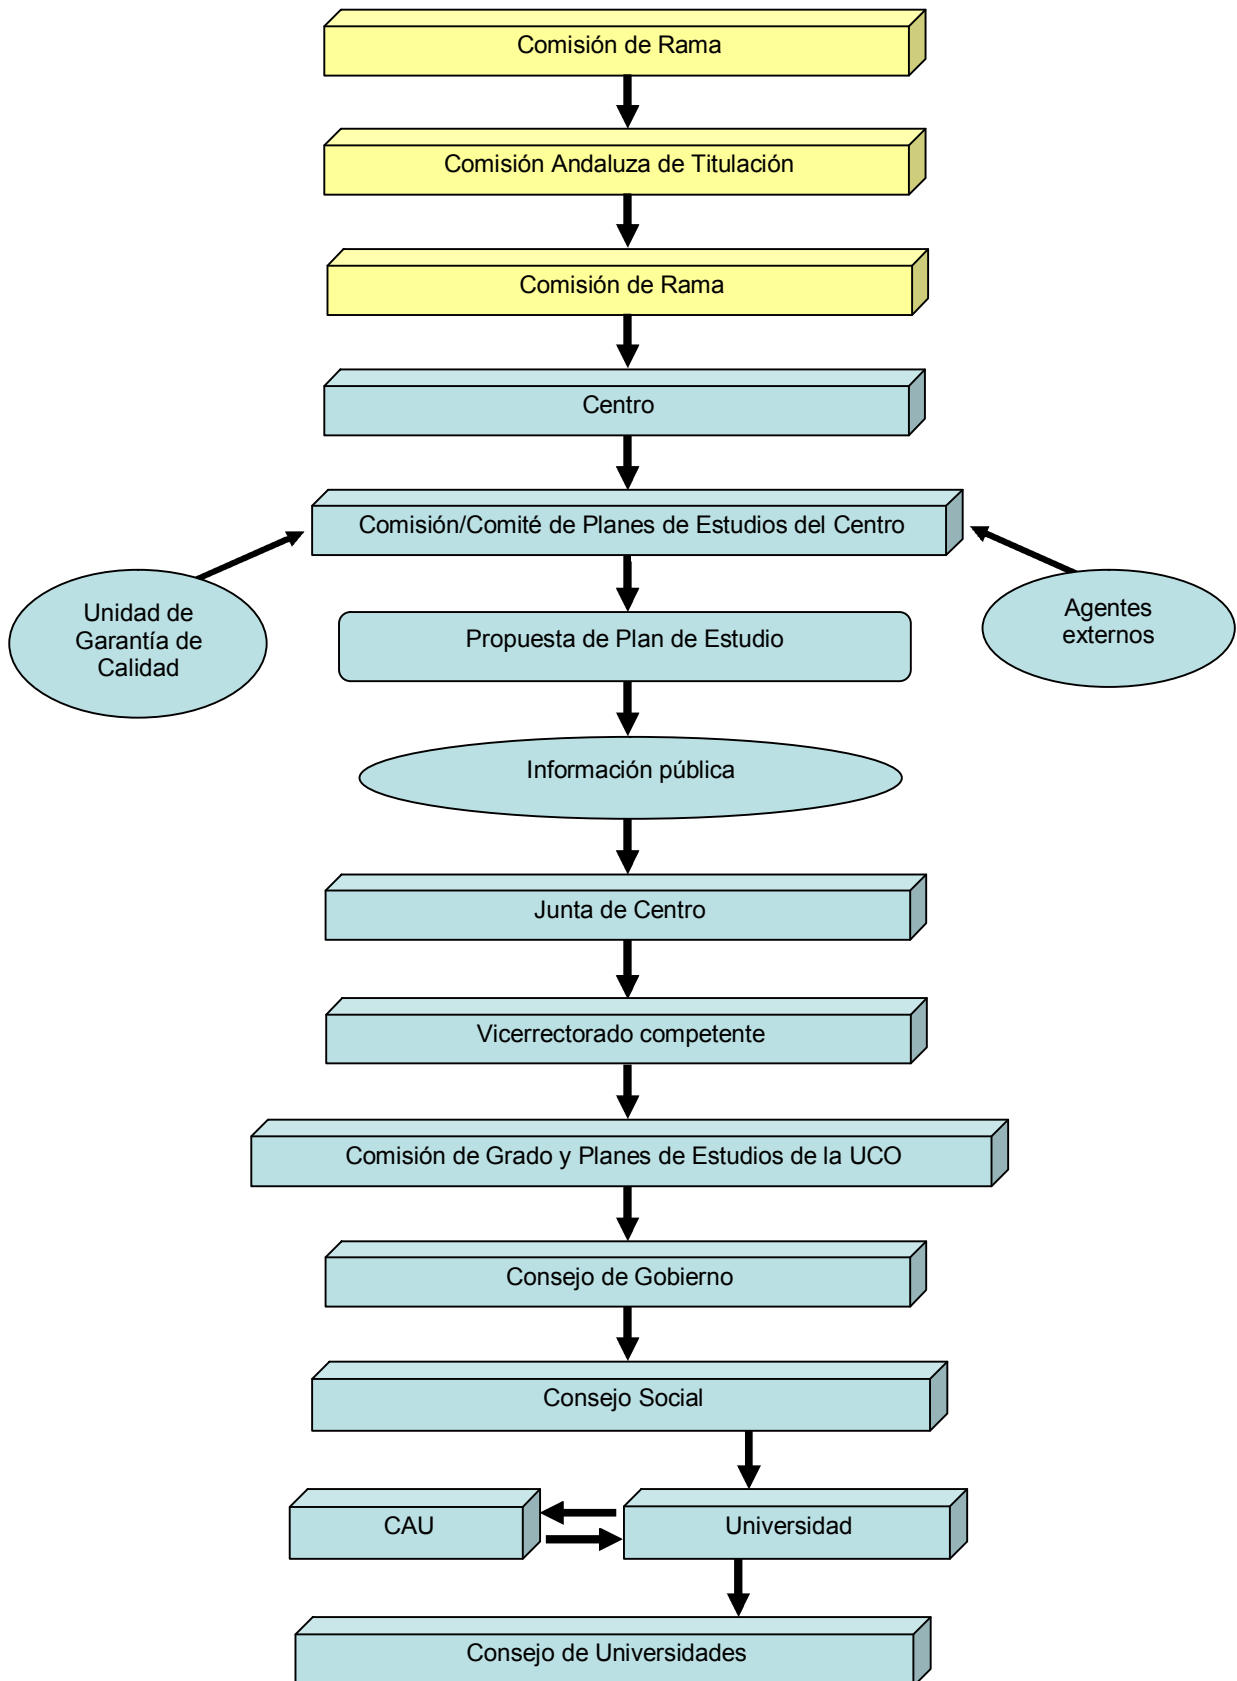 Comisión de Rama
Comisión Andaluza de Titulación
Comisión de Rama
Centro
Comisión/Comité de Planes de Estudios del Centro
Unidad de
Garantía de
Calidad
Agentes
externos
Propuesta de Plan de Estudio
Información pública
Junta de Centro
Vicerrectorado competente
Comisión de Grado y Planes de Estudios de la UCO
Consejo de Gobierno
Consejo Social
CAU
Universidad
Consejo de Universidades